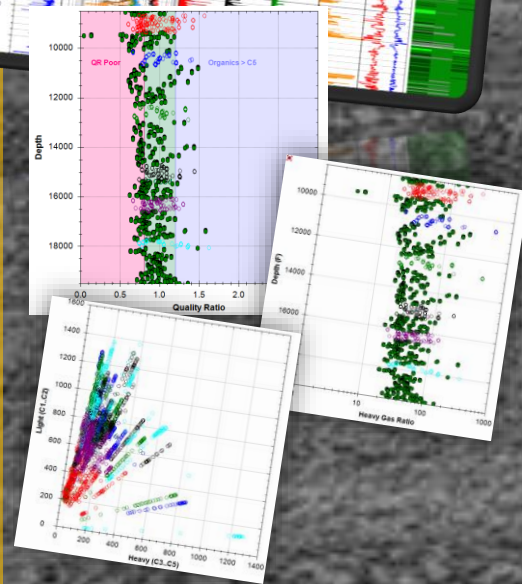 QR Poor
Organics > C5
Depth
10000
12000
14000
16000
18000
0.0 0.5 1.0 1.5 2.0
Quality Ratio
Depth (F)
10000
12000
14000
16000
10 100 1000
Heavy Gas Ratio
Light (C1..C2)
1600
1400
1200
1000
800
600
400
200
0
0 200 400 600 800 1000 1200 1400
Heavy (C3..C5)